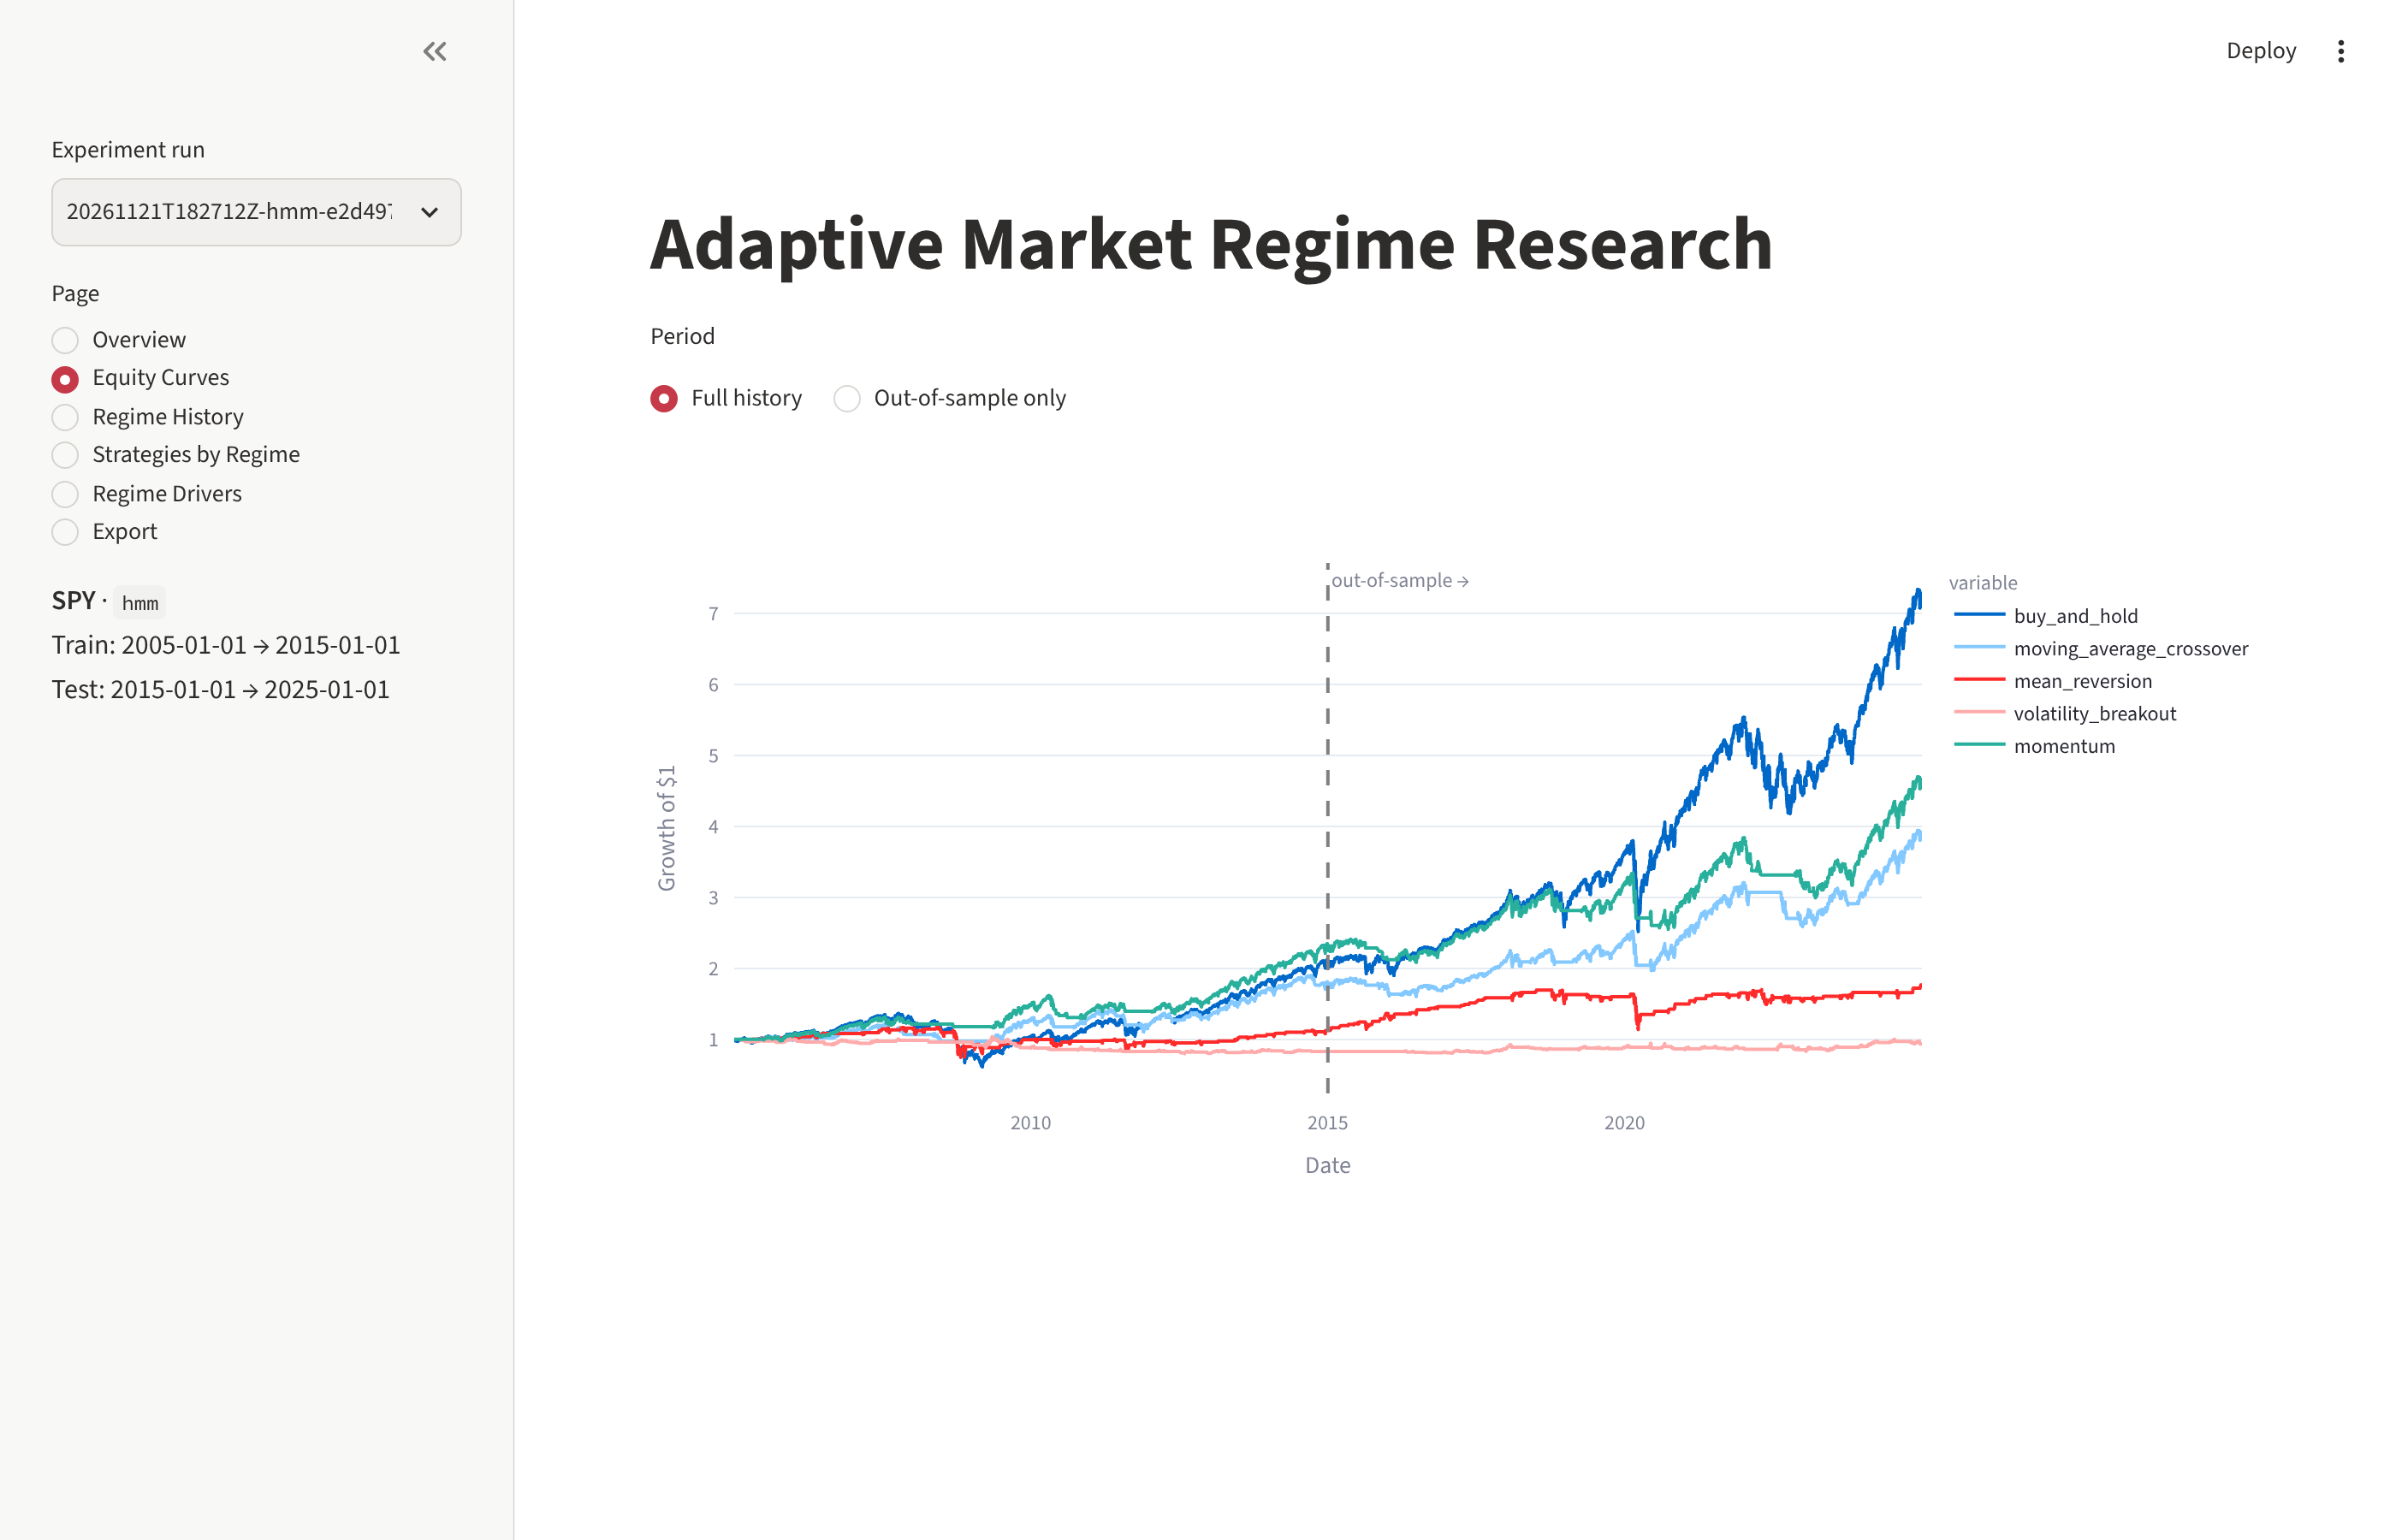 Deploy
Experiment run
20261121T182712Z-hmm-e2d497
Page
Overview
Equity Curves
Regime History
Strategies by Regime
Regime Drivers
Export
SPY · hmm
Train: 2005-01-01 → 2015-01-01
Test: 2015-01-01 → 2025-01-01
Adaptive Market Regime Research
Period
Full history
Out-of-sample only
out-of-sample →
7
6
5
4
3
2
1
Growth of $1
2010
2015
2020
Date
variable
buy_and_hold
moving_average_crossover
mean_reversion
volatility_breakout
momentum